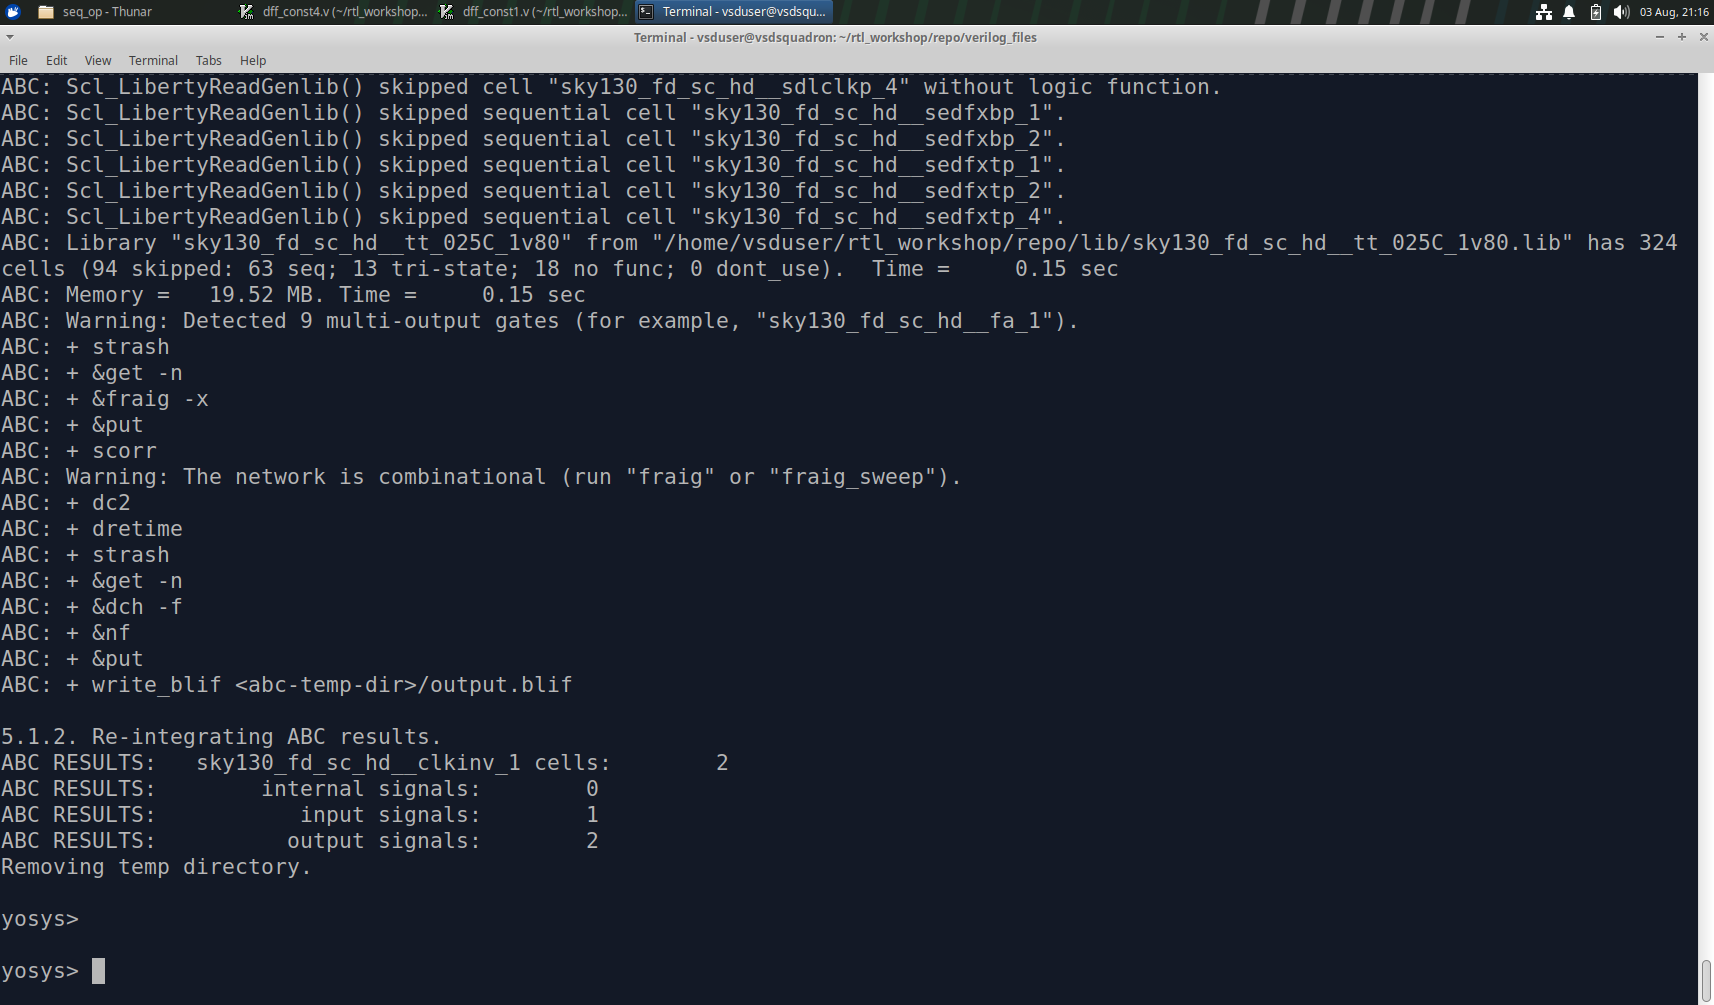 seq_op - Thunar
dff_const4.v (~/rtl_workshop...
dff_const1.v (~/rtl_workshop...
Terminal - vsduser@vsdsqu...
03 Aug, 21:16
Terminal - vsduser@vsdsquadron: ~/rtl_workshop/repo/verilog_files
File Edit View Terminal Tabs Help
ABC: Scl_LibertyReadGenlib() skipped cell "sky130_fd_sc_hd__sdlclkp_4" without logic function.
ABC: Scl_LibertyReadGenlib() skipped sequential cell "sky130_fd_sc_hd__sedfxbp_1".
ABC: Scl_LibertyReadGenlib() skipped sequential cell "sky130_fd_sc_hd__sedfxbp_2".
ABC: Scl_LibertyReadGenlib() skipped sequential cell "sky130_fd_sc_hd__sedfxtp_1".
ABC: Scl_LibertyReadGenlib() skipped sequential cell "sky130_fd_sc_hd__sedfxtp_2".
ABC: Scl_LibertyReadGenlib() skipped sequential cell "sky130_fd_sc_hd__sedfxtp_4".
ABC: Library "sky130_fd_sc_hd__tt_025C_1v80" from "/home/vsduser/rtl_workshop/repo/lib/sky130_fd_sc_hd__tt_025C_1v80.lib" has 324
cells (94 skipped: 63 seq; 13 tri-state; 18 no func; 0 dont_use).  Time =     0.15 sec
ABC: Memory =   19.52 MB. Time =     0.15 sec
ABC: Warning: Detected 9 multi-output gates (for example, "sky130_fd_sc_hd__fa_1").
ABC: + strash
ABC: + &get -n
ABC: + &fraig -x
ABC: + &put
ABC: + scorr
ABC: Warning: The network is combinational (run "fraig" or "fraig_sweep").
ABC: + dc2
ABC: + dretime
ABC: + strash
ABC: + &get -n
ABC: + &dch -f
ABC: + &nf
ABC: + &put
ABC: + write_blif <abc-temp-dir>/output.blif
5.1.2. Re-integrating ABC results.
ABC RESULTS:   sky130_fd_sc_hd__clkinv_1 cells:        2
ABC RESULTS:        internal signals:        0
ABC RESULTS:           input signals:        1
ABC RESULTS:          output signals:        2
Removing temp directory.
yosys>
yosys>